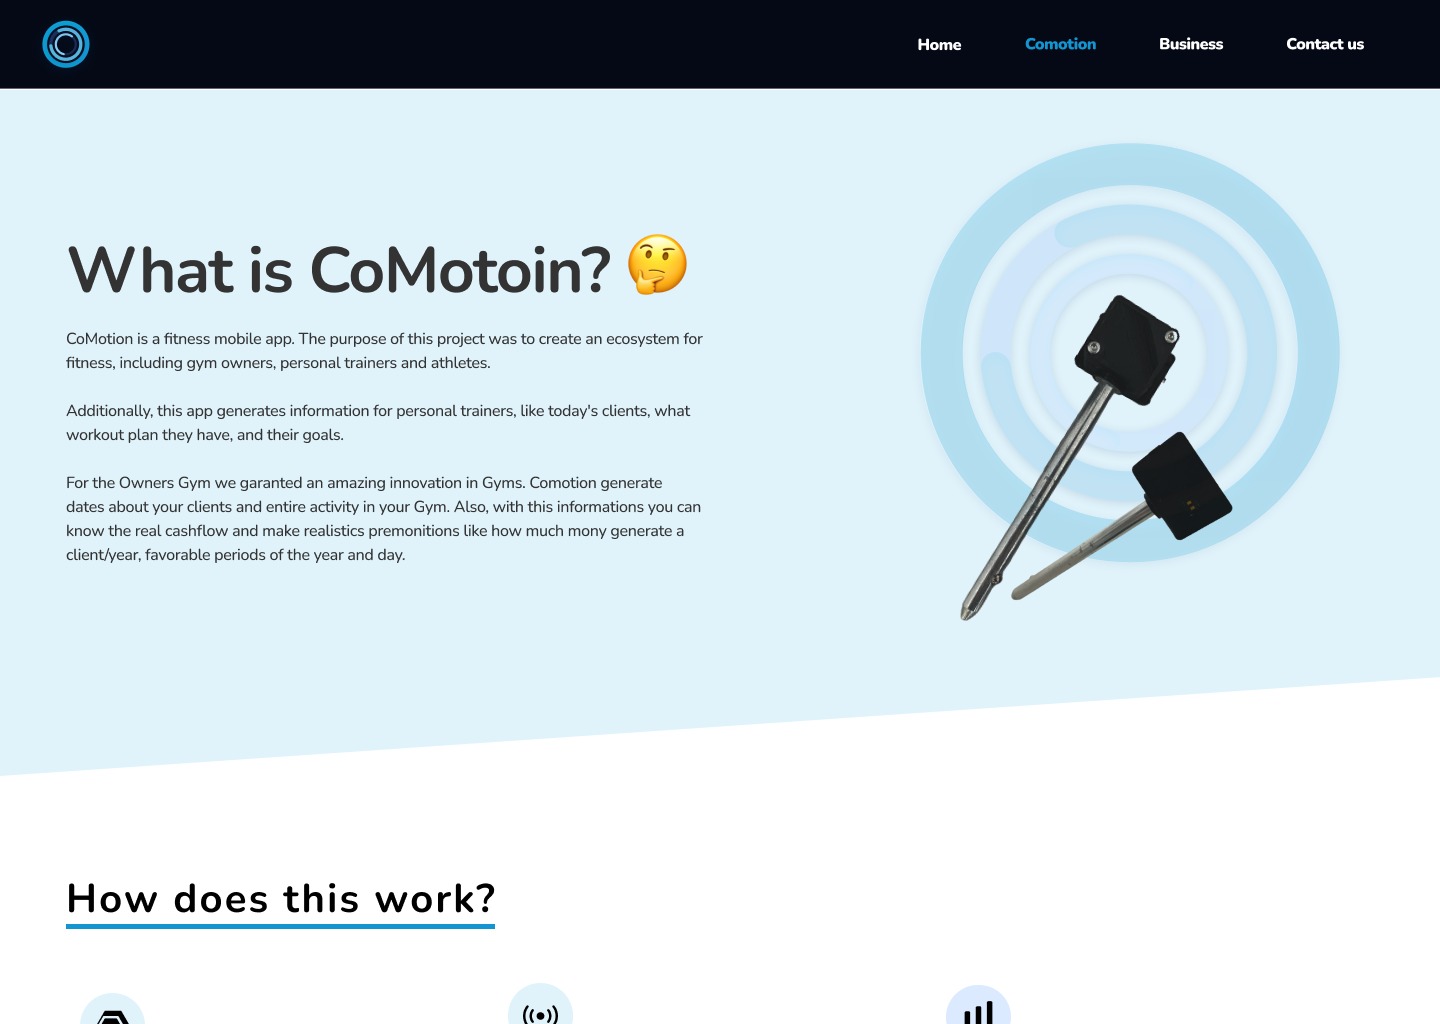 Home
Comotion
Business
Contact us
What is CoMotoin? 🤔
CoMotion is a fitness mobile app. The purpose of this project was to create an ecosystem for
fitness, including gym owners, personal trainers and athletes.
Additionally, this app generates information for personal trainers, like today's clients, what
workout plan they have, and their goals.
For the Owners Gym we garanted an amazing innovation in Gyms. Comotion generate
dates about your clients and entire activity in your Gym. Also, with this informations you can
know the real cashflow and make realistics premonitions like how much mony generate a
client/year, favorable periods of the year and day.
How does this work?